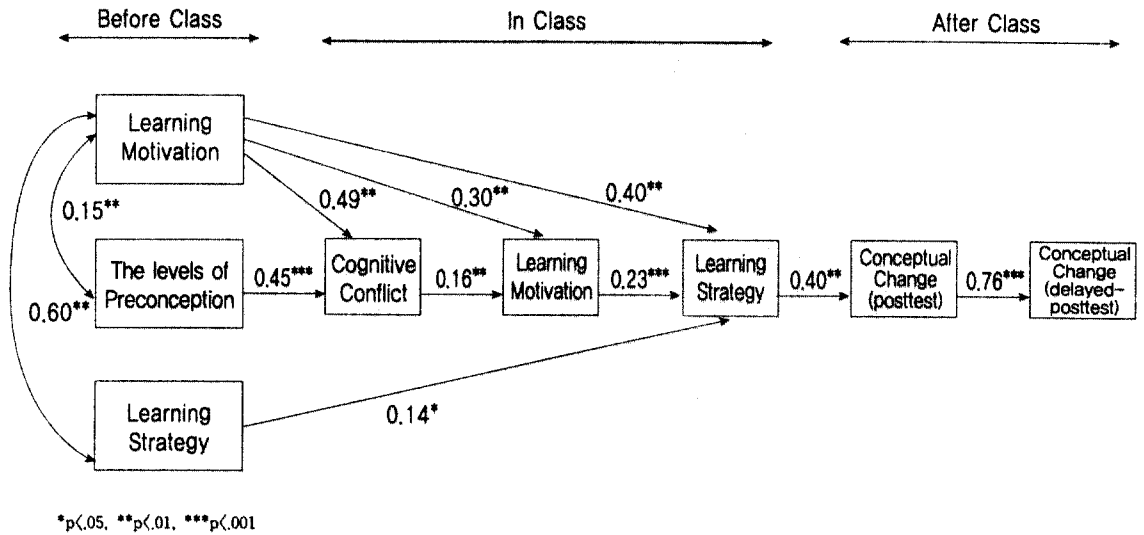 Before Class
In Class
After Class
Learning
Motivation
0.49**
0.30**
0.40**
0.15**
The levels of
Preconception
0.45***
Cognitive
Conflict
0.16**
Learning
Motivation
0.23***
Learning
Strategy
0.40**
Conceptual
Change
(posttest)
0.76***
Conceptual
Change
(delayed-
posttest)
0.60**
Learning
Strategy
0.14*
*p<.05, **p<.01, ***p<.001